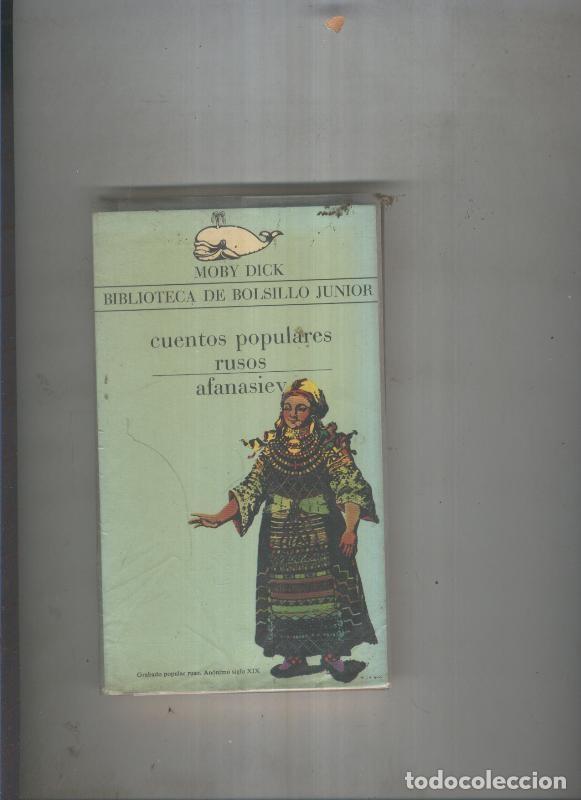 MOBY DICK
BIBLIOTECA DE BOLSILLO JUNIOR
cuentos populares
rusos
afanasiev
Grabado popular ruso. Anónimo siglo XIX
todocoleccion